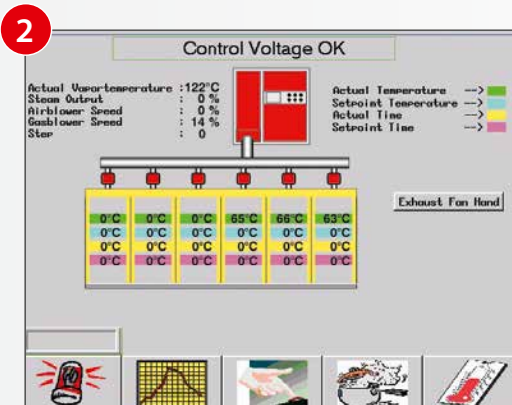 2
Control Voltage OK
Actual Vaportemperature :122°C
Steam Output : 0 %
Airblower Speed : 0 %
Gasblower Speed : 14 %
Step : 0
Actual Temperature -->
Setpoint Temperature -->
Actual Time -->
Setpoint Time -->
Exhaust Fan Hand
0°C 0°C 0°C 65°C 66°C 63°C
0°C 0°C 0°C 0°C 0°C 0°C
0°C 0°C 0°C 0°C 0°C 0°C
0°C 0°C 0°C 0°C 0°C 0°C